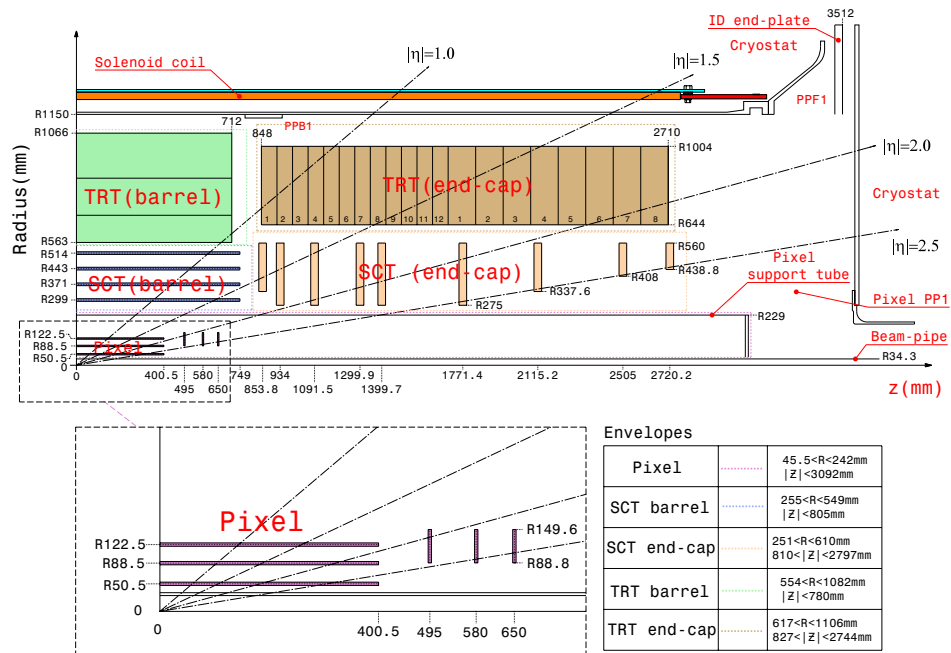 3512
ID end-plate
Cryostat
|η|=1.0
|η|=1.5
Solenoid coil
PPF1
R1150
712
PPB1
848
2710
R1066
R1004
|η|=2.0
TRT(barrel)
TRT(end-cap)
Cryostat
1 2 3 4 5 6 7 8 9 10 11 12 1 2 3 4 5 6 7 8
R644
R563
R560
|η|=2.5
R514
R443
SCT(barrel)
SCT (end-cap)
R438.8
Pixel
support tube
R408
R371
R337.6
R299
R275
Pixel PP1
R229
R122.5
R88.5
Pixel
R50.5
Beam-pipe
R34.3
0
0
400.5
580
749
934
1299.9
1771.4
2115.2
2505
2720.2
495
650
853.8
1091.5
1399.7
z(mm)
Radius(mm)
Pixel
R149.6
R122.5
R88.5
R88.8
R50.5
0
0
400.5
495
580
650
Envelopes
Pixel
45.5<R<242mm
|Z|<3092mm
SCT barrel
255<R<549mm
|Z|<805mm
SCT end-cap
251<R<610mm
810<|Z|<2797mm
TRT barrel
554<R<1082mm
|Z|<780mm
TRT end-cap
617<R<1106mm
827<|Z|<2744mm